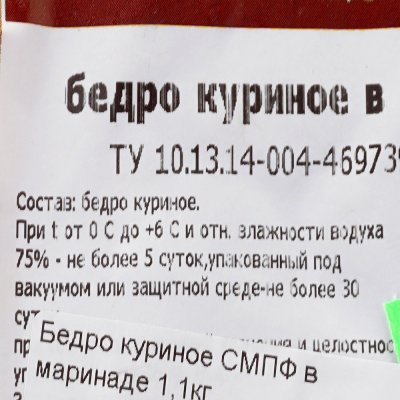 бедро куриное в
ТУ 10.13.14-004-46973
Состав: бедро куриное.
При t от 0 С до +6 С и отн. влажности водуха
75% - не более 5 суток,упакованный под
вакуумом или защитной среде-не более 30
и целостнос
Бедро куриное СМПФ в
маринаде 1,1кг